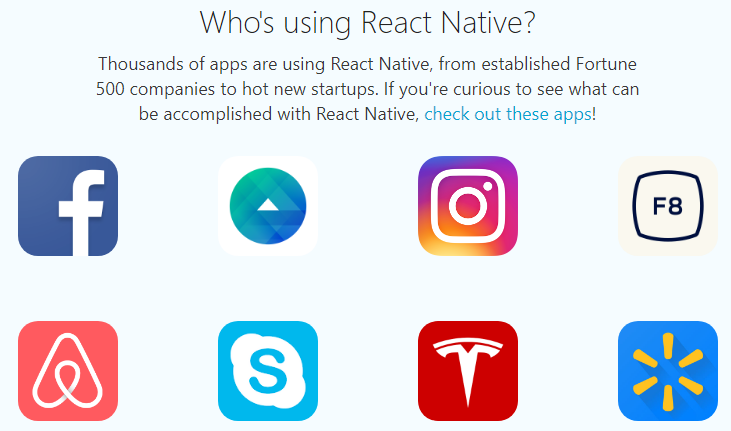 Who's using React Native?
Thousands of apps are using React Native, from established Fortune
500 companies to hot new startups. If you're curious to see what can
be accomplished with React Native, check out these apps!
f
F8
S
T